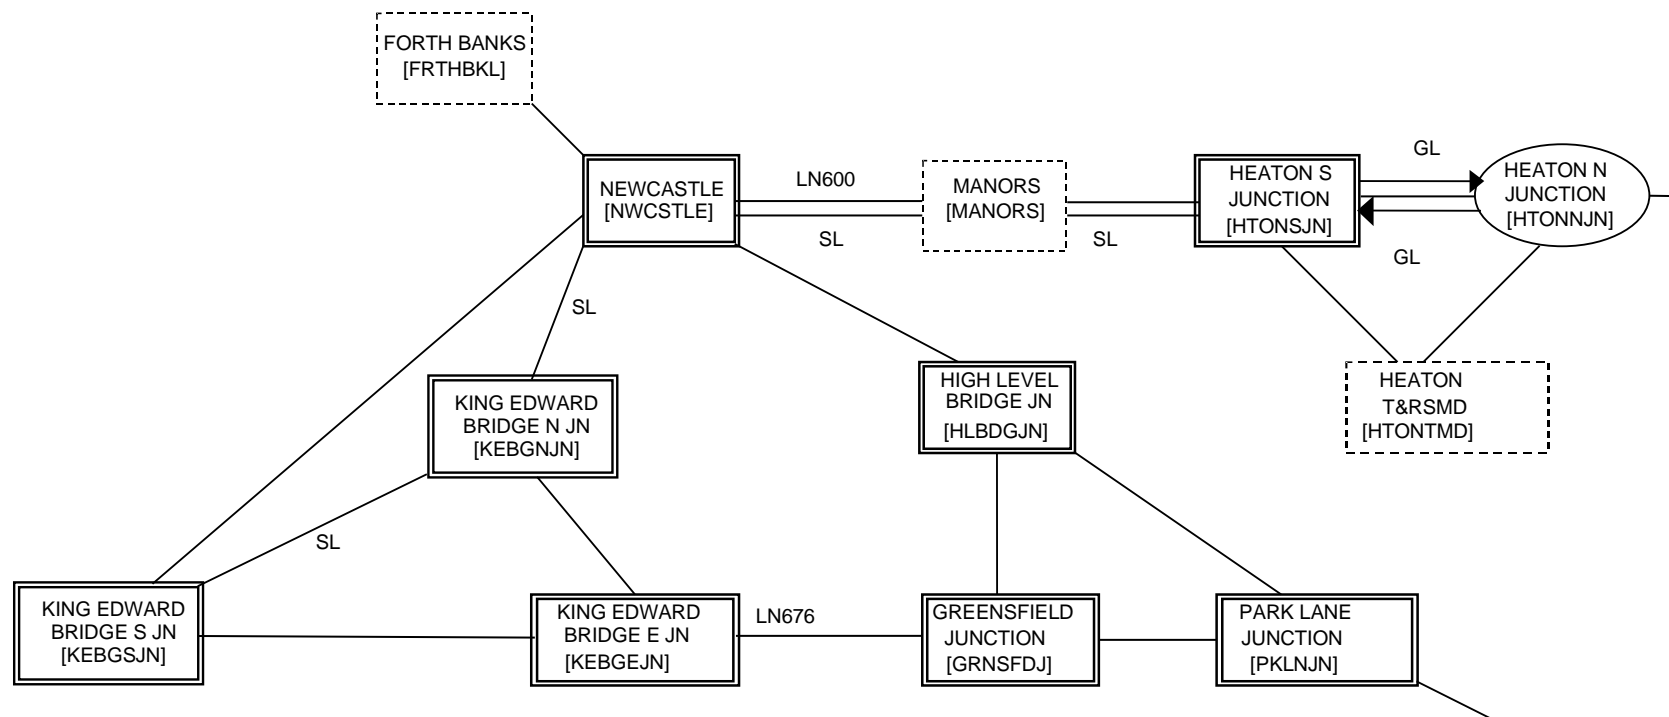 FORTH BANKS
[FRTHBKL]
NEWCASTLE
[NWCSTLE]
LN600
SL
MANORS
[MANORS]
SL
HEATON S
JUNCTION
[HTONSJN]
GL
GL
HEATON N
JUNCTION
[HTONNJN]
SL
KING EDWARD
BRIDGE N JN
[KEBGNJN]
HIGH LEVEL
BRIDGE JN
[HLBDGJN]
HEATON
T&RSMD
[HTONTMD]
SL
KING EDWARD
BRIDGE S JN
[KEBGSJN]
KING EDWARD
BRIDGE E JN
[KEBGEJN]
LN676
GREENSFIELD
JUNCTION
[GRNSFDJ]
PARK LANE
JUNCTION
[PKLNJN]